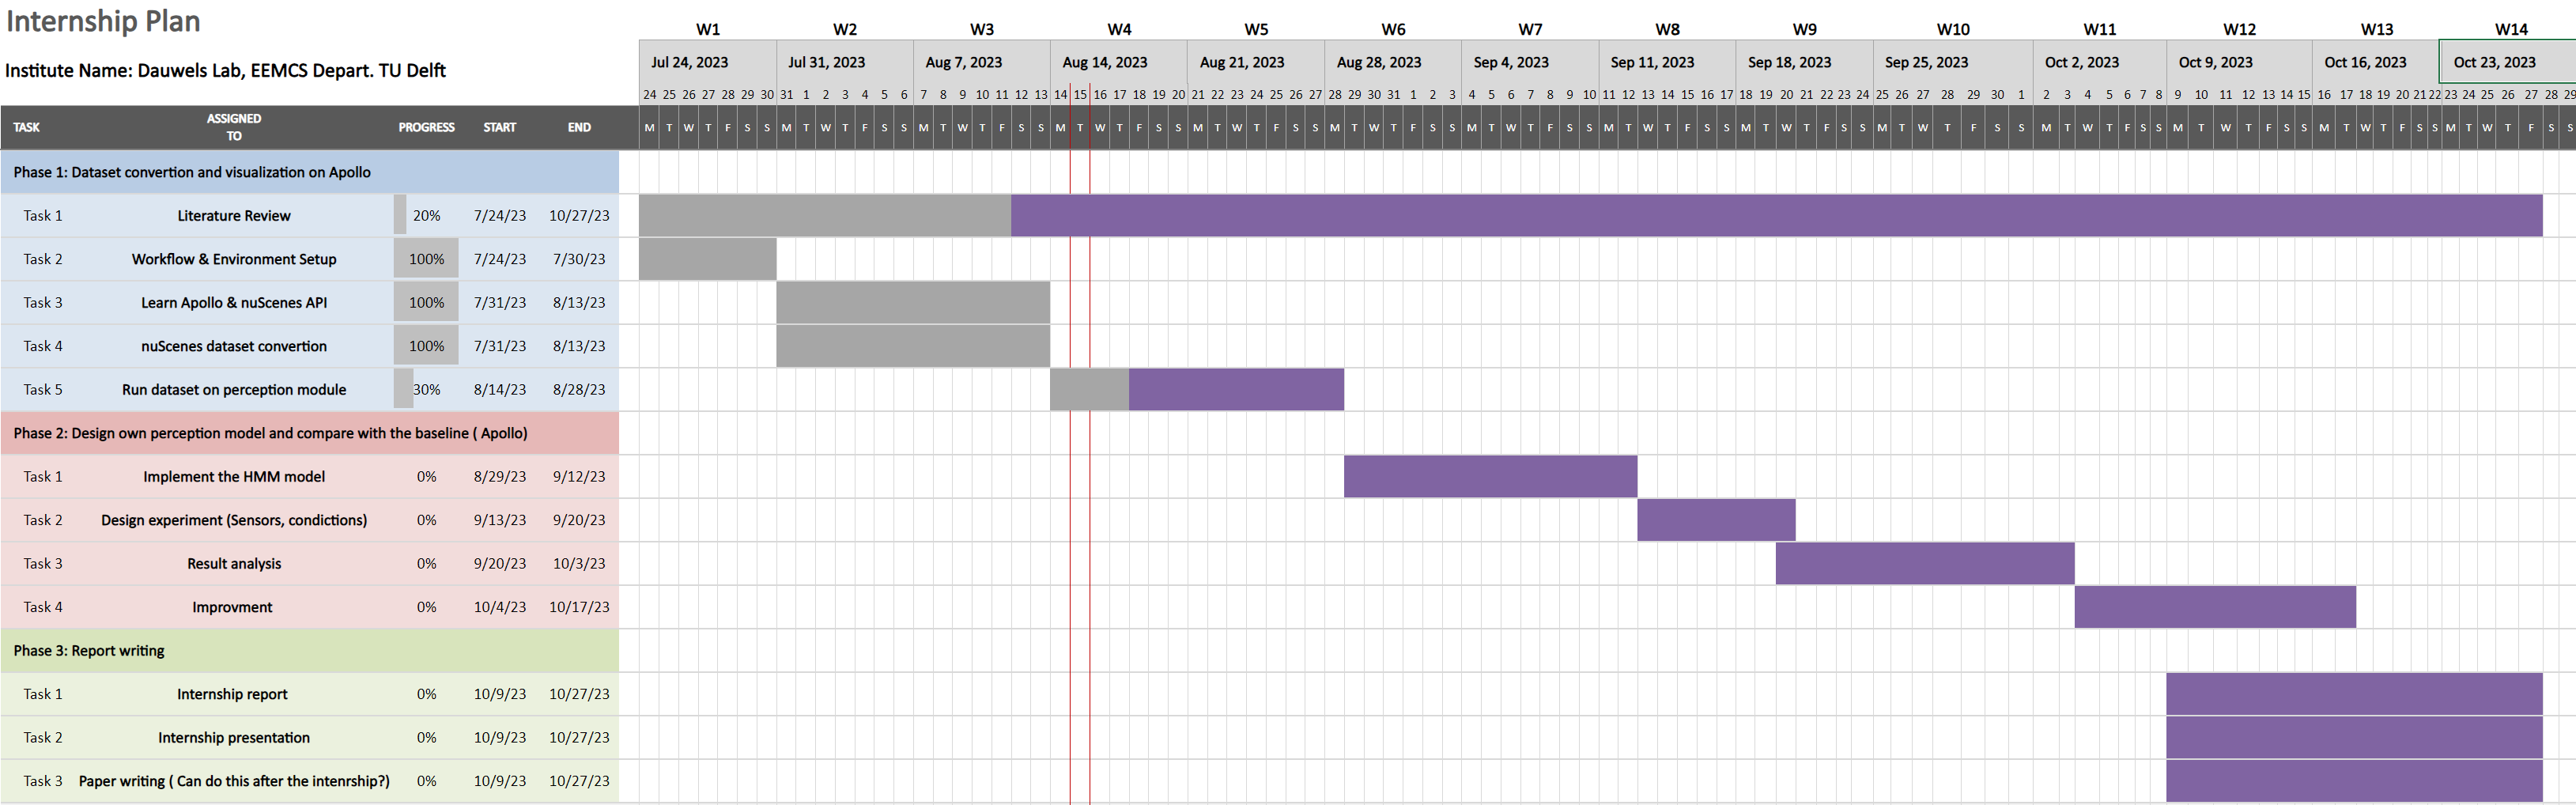 Internship Plan
W1 W2 W3 W4 W5 W6 W7 W8 W9 W10 W11 W12 W13 W14
Institute Name: Dauwels Lab, EEMCS Depart. TU Delft
Jul 24, 2023 Jul 31, 2023 Aug 7, 2023 Aug 14, 2023 Aug 21, 2023 Aug 28, 2023 Sep 4, 2023 Sep 11, 2023 Sep 18, 2023 Sep 25, 2023 Oct 2, 2023 Oct 9, 2023 Oct 16, 2023 Oct 23, 2023
24 25 26 27 28 29 30 31 1 2 3 4 5 6 7 8 9 10 11 12 13 14 15 16 17 18 19 20 21 22 23 24 25 26 27 28 29 30 31 1 2 3 4 5 6 7 8 9 10 11 12 13 14 15 16 17 18 19 20 21 22 23 24 25 26 27 28 29 30 1 2 3 4 5 6 7 8 9 10 11 12 13 14 15 16 17 18 19 20 21 22 23 24 25 26 27 28 29
TASK ASSIGNED TO PROGRESS START END
M T W T F S S M T W T F S S M T W T F S S M T W T F S S M T W T F S S M T W T F S S M T W T F S S M T W T F S S M T W T F S S M T W T F S S M T W T F S S M T W T F S S M T W T F S S M T W T F S S
Phase 1: Dataset convertion and visualization on Apollo
Task 1 Literature Review 20% 7/24/23 10/27/23
Task 2 Workflow & Environment Setup 100% 7/24/23 7/30/23
Task 3 Learn Apollo & nuScenes API 100% 7/31/23 8/13/23
Task 4 nuScenes dataset convertion 100% 7/31/23 8/13/23
Task 5 Run dataset on perception module 30% 8/14/23 8/28/23
Phase 2: Design own perception model and compare with the baseline ( Apollo)
Task 1 Implement the HMM model 0% 8/29/23 9/12/23
Task 2 Design experiment (Sensors, condictions) 0% 9/13/23 9/20/23
Task 3 Result analysis 0% 9/20/23 10/3/23
Task 4 Improvment 0% 10/4/23 10/17/23
Phase 3: Report writing
Task 1 Internship report 0% 10/9/23 10/27/23
Task 2 Internship presentation 0% 10/9/23 10/27/23
Task 3 Paper writing ( Can do this after the intenrship?) 0% 10/9/23 10/27/23